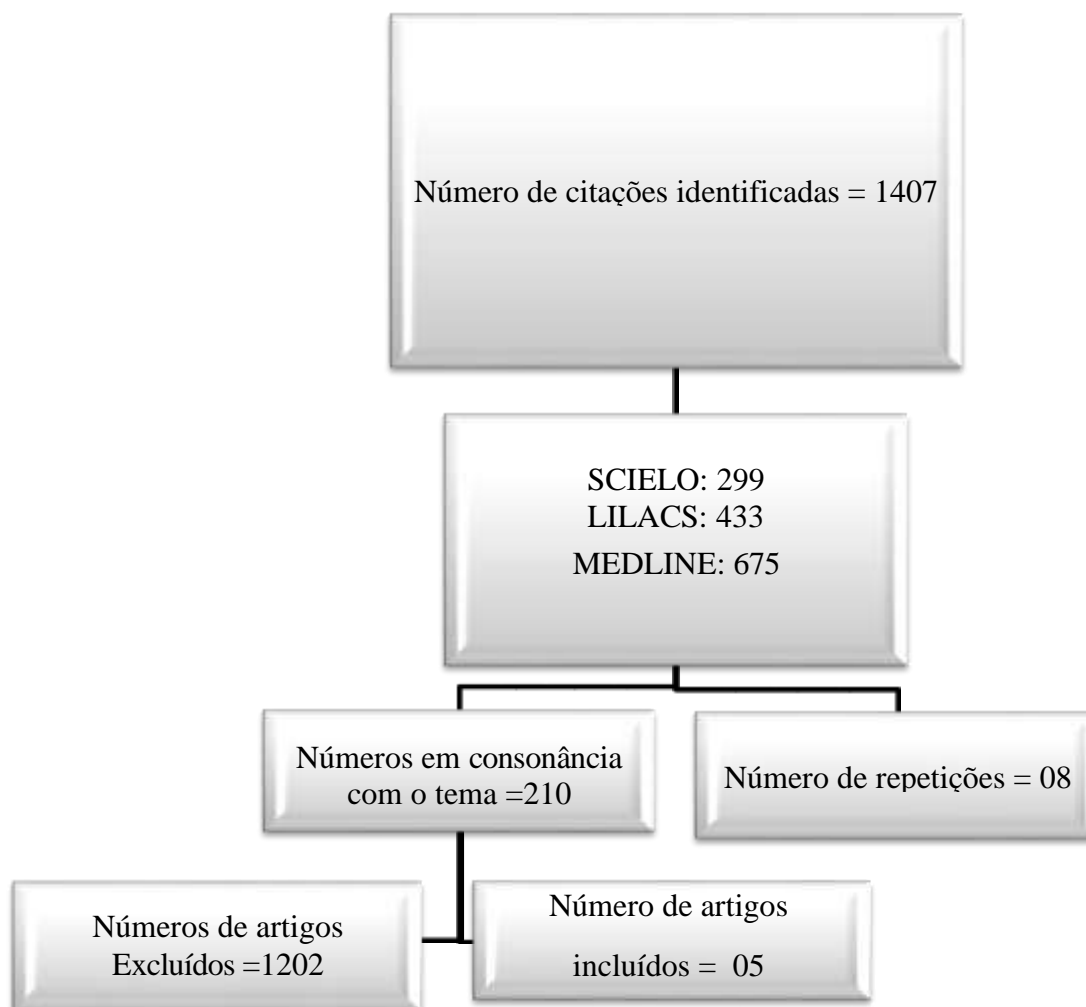 Número de citações identificadas = 1407
SCIELO: 299
LILACS: 433
MEDLINE: 675
Números em consonância
com o tema =210
Número de repetições = 08
Números de artigos
Excluídos =1202
Número de artigos
incluídos = 05